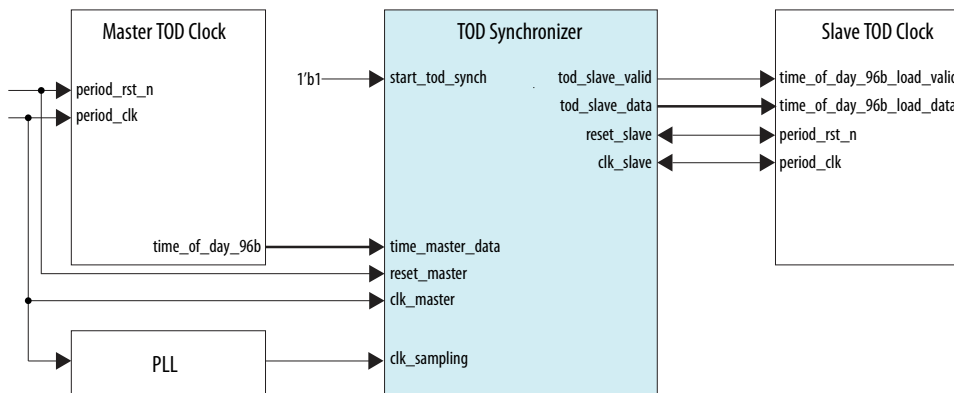 Master TOD Clock
period_rst_n
period_clk
time_of_day_96b
PLL
1'b1
TOD Synchronizer
start_tod_synch
tod_slave_valid
tod_slave_data
reset_slave
clk_slave
time_master_data
reset_master
clk_master
clk_sampling
Slave TOD Clock
time_of_day_96b_load_valid
time_of_day_96b_load_data
period_rst_n
period_clk